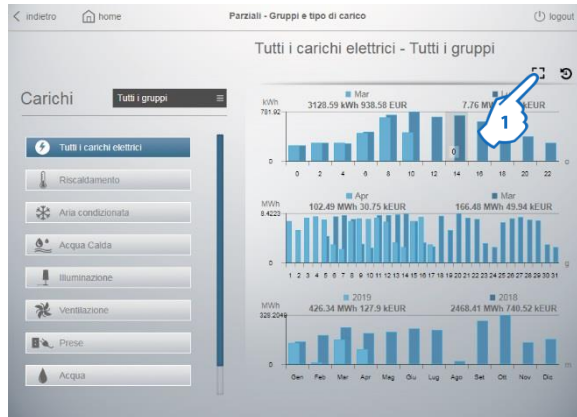 indietro home Parziali - Gruppi e tipo di carico logout
Tutti i carichi elettrici - Tutti i gruppi
Carichi Tutti i gruppi
Tutti i carichi elettrici
Riscaldamento
Aria condizionata
Acqua Calda
Illuminazione
Ventilazione
Prese
Acqua
1
kWh Mar
3128.59 kWh 938.58 EUR 7.76 kEUR
781.92
0
0
0 2 4 6 8 10 12 14 16 18 20 22 o
MWh Apr Mar
102.49 MWh 30.75 kEUR 166.48 MWh 49.94 kEUR
8.4223
0
1 2 3 4 5 6 7 8 9 10 11 12 13 14 15 16 17 18 19 20 21 22 23 24 25 26 27 28 29 30 31 g
MWh 2019 2018
426.34 MWh 127.9 kEUR 2468.41 MWh 740.52 kEUR
329.2049
0
Gen Feb Mar Apr Mag Giu Lug Ago Set Ott Nov Dic m